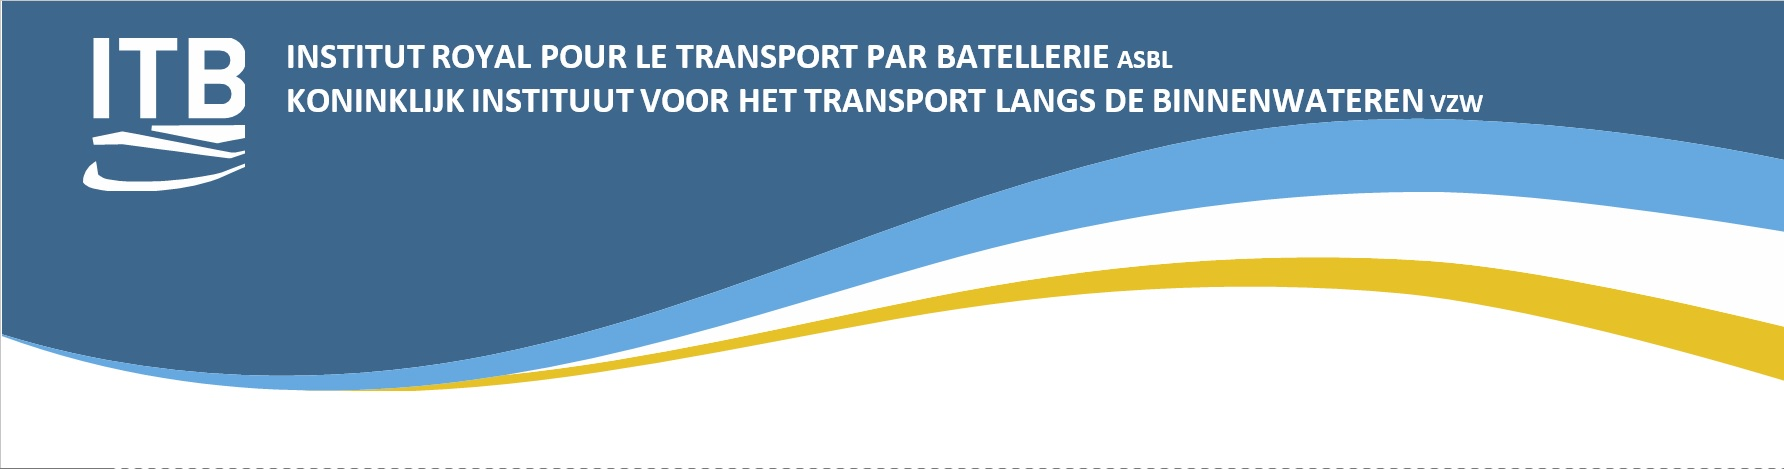 ITB
INSTITUT ROYAL POUR LE TRANSPORT PAR BATELLERIE ASBL
KONINKLIJK INSTITUUT VOOR HET TRANSPORT LANGS DE BINNENWATEREN VZW